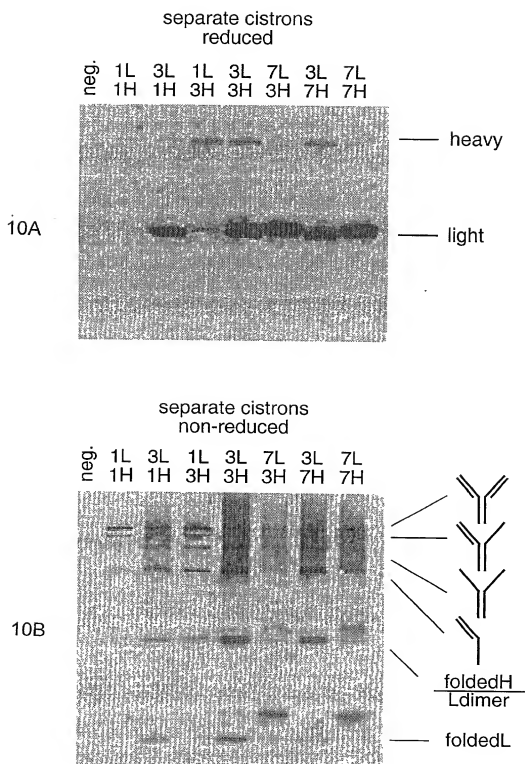 separate cistrons
reduced
neg. 1L 3L 1L 3L 7L 3L 7L
1H 1H 3H 3H 3H 7H 7H
heavy
10A
light
separate cistrons
non-reduced
neg. 1L 3L 1L 3L 7L 3L 7L
1H 1H 3H 3H 3H 7H 7H
10B
foldedH
Ldimer
foldedL